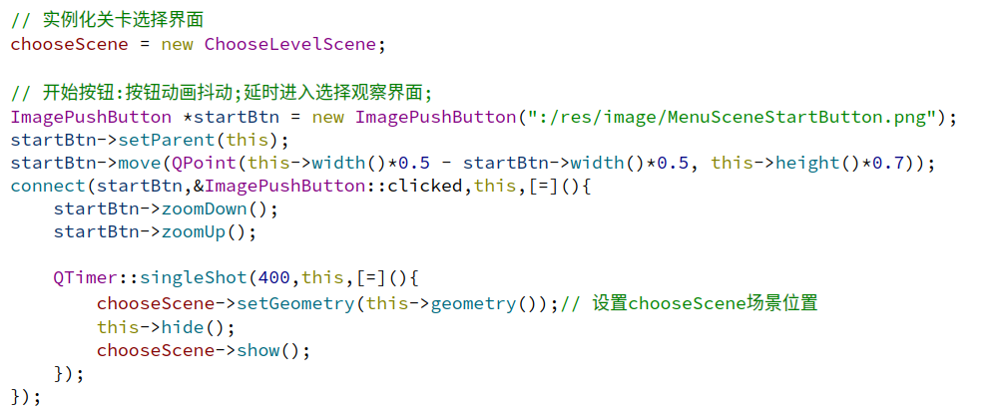 // 实例化关卡选择界面
chooseScene = new ChooseLevelScene;

// 开始按钮:按钮动画抖动;延时进入选择观察界面;
ImagePushButton *startBtn = new ImagePushButton(":/res/image/MenuSceneStartButton.png");
startBtn->setParent(this);
startBtn->move(QPoint(this->width()*0.5 - startBtn->width()*0.5, this->height()*0.7));
connect(startBtn,&ImagePushButton::clicked,this,[=](){
    startBtn->zoomDown();
    startBtn->zoomUp();

    QTimer::singleShot(400,this,[=](){
        chooseScene->setGeometry(this->geometry());// 设置chooseScene场景位置
        this->hide();
        chooseScene->show();
    });
});